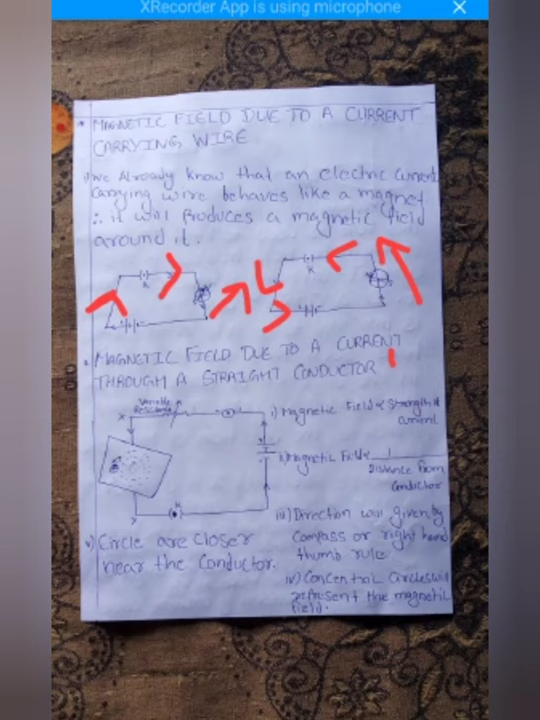 XRecorder App is using microphone
* MAGNETIC FIELD DUE TO A CURRENT
CARRYING WIRE
i) We Already know that an electric current
carrying wire behaves like a magnet
∴ it will produces a magnetic field
around it.
K
K
• MAGNETIC FIELD DUE TO A CURRENT
THROUGH A STRAIGHT CONDUCTOR
Variable
Resistance
X
Y
i) Magnetic Field ∝ Strength of
current
ii) Magnetic Field ∝ 1
Distance from
Conductor
iii) Direction will given by
compass or right hand
thumb rule
iv) Concentral circles will
represent the magnetic
field.
v) Circle are closer
near the conductor.